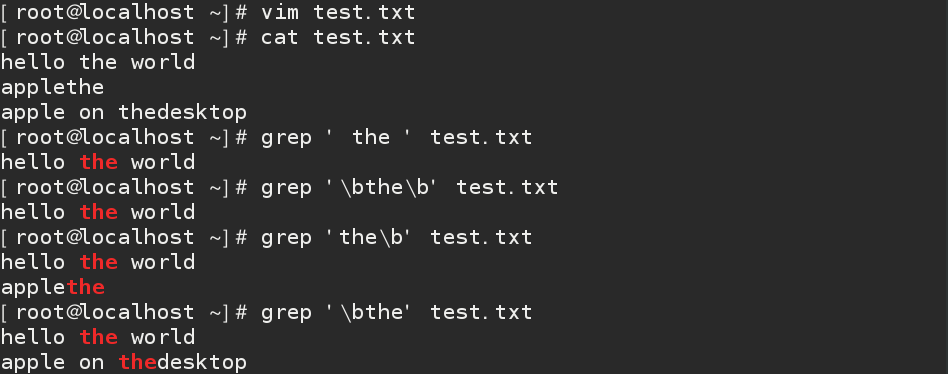 [root@localhost ~]# vim test.txt
[root@localhost ~]# cat test.txt
hello the world
applethe
apple on thedesktop
[root@localhost ~]# grep ' the ' test.txt
hello the world
[root@localhost ~]# grep '\bthe\b' test.txt
hello the world
[root@localhost ~]# grep 'the\b' test.txt
hello the world
applethe
[root@localhost ~]# grep '\bthe' test.txt
hello the world
apple on thedesktop